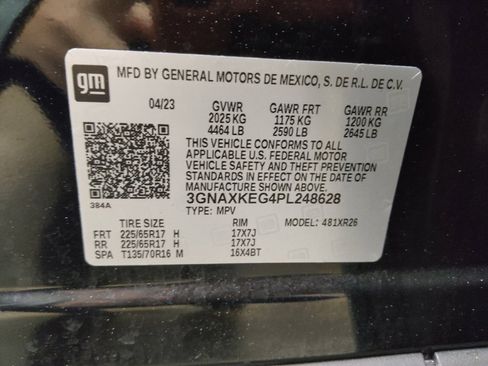 gm
MFD BY GENERAL MOTORS DE MEXICO, S. DE R.L. DE C.V.
04/23 GVWR GAWR FRT GAWR RR
2025 KG 1175 KG 1200 KG
4464 LB 2590 LB 2645 LB
THIS VEHICLE CONFORMS TO ALL
APPLICABLE U.S. FEDERAL MOTOR
VEHICLE SAFETY AND THEFT PREVENTION
STANDARDS IN EFFECT ON THE DATE OF
MANUFACTURE SHOWN ABOVE.
384A
3GNAXKEG4PL248628
TYPE: MPV
TIRE SIZE RIM MODEL: 481XR26
FRT 225/65R17 H 17X7J
RR 225/65R17 H 17X7J
SPA T135/70R16 M 16X4BT